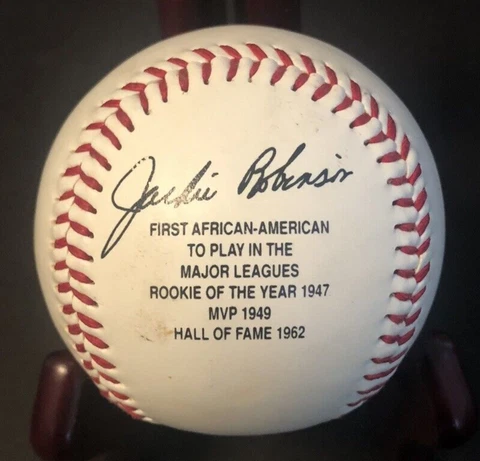 Jackie Robinson
FIRST AFRICAN-AMERICAN
TO PLAY IN THE
MAJOR LEAGUES
ROOKIE OF THE YEAR 1947
MVP 1949
HALL OF FAME 1962